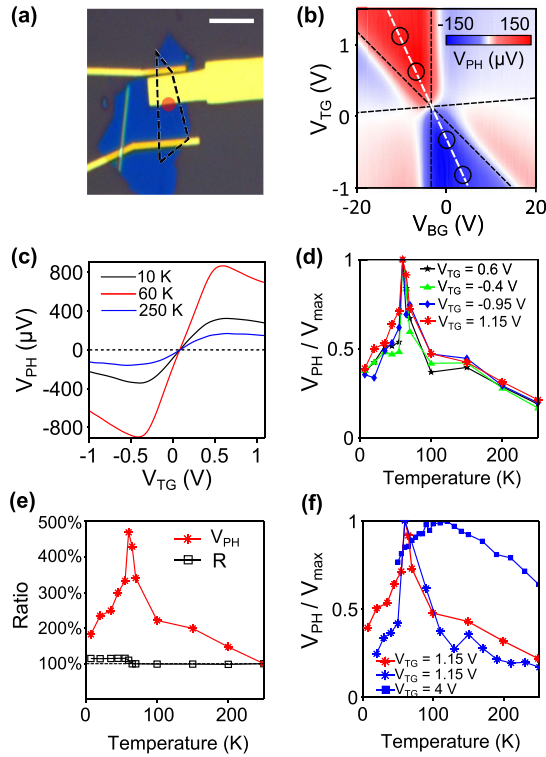 (a)
(b)
-150 150
V_PH (μV)
V_TG (V)
1
0
-1
-20 0 20
V_BG (V)
(c)
10 K
60 K
250 K
V_PH (μV)
800
400
0
-400
-800
-1 -0.5 0 0.5 1
V_TG (V)
(d)
V_TG = 0.6 V
V_TG = -0.4 V
V_TG = -0.95 V
V_TG = 1.15 V
V_PH / V_max
1
0.5
0
0 100 200
Temperature (K)
(e)
V_PH
R
Ratio
500%
400%
300%
200%
100%
0 50 100 150 200 250
Temperature (K)
(f)
V_TG = 1.15 V
V_TG = 1.15 V
V_TG = 4 V
V_PH / V_max
1
0.5
0
0 50 100 150 200 250
Temperature (K)